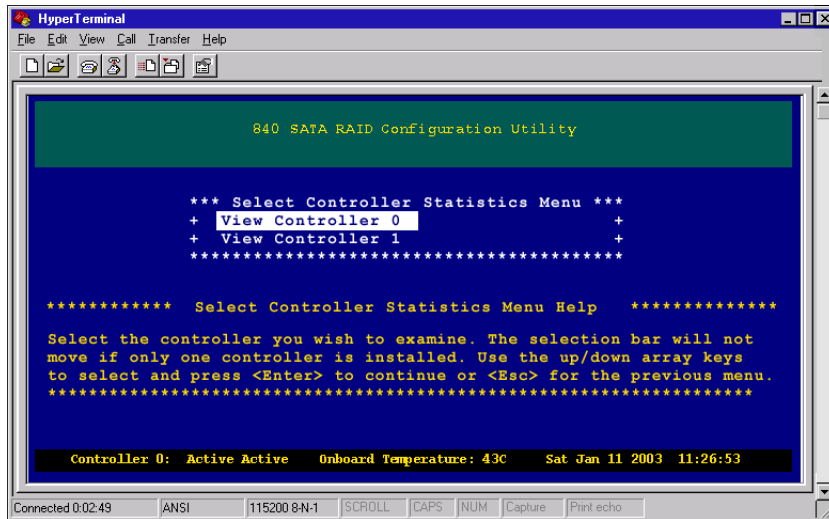 HyperTerminal
File Edit View Call Transfer Help
840 SATA RAID Configuration Utility
*** Select Controller Statistics Menu ***
+ View Controller 0 +
+ View Controller 1 +
*****************************************
************ Select Controller Statistics Menu Help **************
Select the controller you wish to examine. The selection bar will not
move if only one controller is installed. Use the up/down array keys
to select and press <Enter> to continue or <Esc> for the previous menu.
********************************************************************
Controller 0: Active Active Onboard Temperature: 43C Sat Jan 11 2003 11:26:53
Connected 0:02:49 ANSI 115200 8-N-1 SCROLL CAPS NUM Capture Print echo